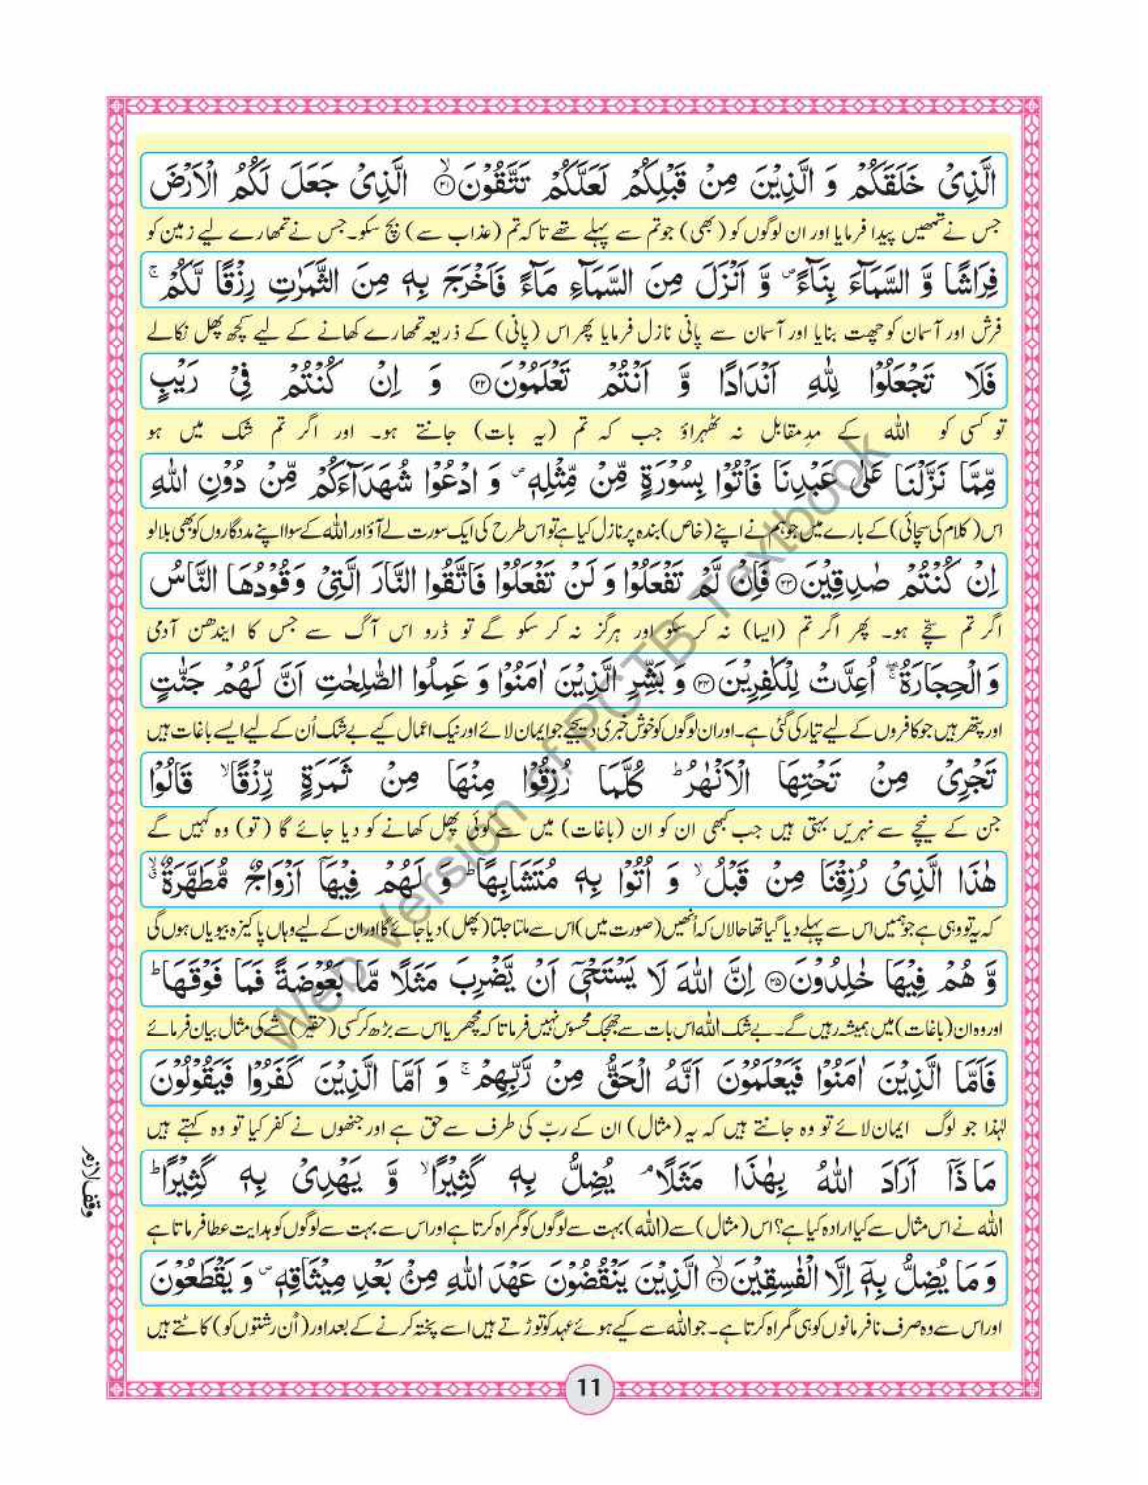 الَّذِیْ خَلَقَكُمْ وَ الَّذِیْنَ مِنْ قَبْلِكُمْ لَعَلَّكُمْ تَتَّقُوْنَۙ۝۲۱ الَّذِیْ جَعَلَ لَكُمُ الْاَرْضَ
جس نے تمھیں پیدا فرمایا اور ان لوگوں کو (بھی) جو تم سے پہلے تھے تاکہ تم (عذاب سے) بچ سکو۔ جس نے تمھارے لیے زمین کو
فِرَاشًا وَّ السَّمَآءَ بِنَآءً۪ وَّ اَنْزَلَ مِنَ السَّمَآءِ مَآءً فَاَخْرَجَ بِهٖ مِنَ الثَّمَرٰتِ رِزْقًا لَّكُمْۚ
فرش اور آسمان کو چھت بنایا اور آسمان سے پانی نازل فرمایا پھر اس (پانی) کے ذریعہ تمھارے کھانے کے لیے کچھ پھل نکالے
فَلَا تَجْعَلُوْا لِلّٰهِ اَنْدَادًا وَّ اَنْتُمْ تَعْلَمُوْنَ۝۲۲ وَ اِنْ كُنْتُمْ فِیْ رَیْبٍ
تو کسی کو اللہ کے مدِمقابل نہ ٹھہراؤ جب کہ تم (یہ بات) جانتے ہو۔ اور اگر تم شک میں ہو
مِّمَّا نَزَّلْنَا عَلٰی عَبْدِنَا فَاْتُوْا بِسُوْرَةٍ مِّنْ مِّثْلِهٖ۪ وَ ادْعُوْا شُهَدَآءَكُمْ مِّنْ دُوْنِ اللّٰهِ
اس (کلام کی سچائی) کے بارے میں جو ہم نے اپنے (خاص) بندہ پر نازل کیا ہے تو اس طرح کی ایک سورت لے آؤ اور اللہ کے سوا اپنے مددگاروں کو بھی بلالو
اِنْ كُنْتُمْ صٰدِقِیْنَ۝۲۳ فَاِنْ لَّمْ تَفْعَلُوْا وَ لَنْ تَفْعَلُوْا فَاتَّقُوا النَّارَ الَّتِیْ وَقُوْدُهَا النَّاسُ
اگر تم سچے ہو۔ پھر اگر تم (ایسا) نہ کر سکو اور ہرگز نہ کر سکو گے تو ڈرو اس آگ سے جس کا ایندھن آدمی
وَ الْحِجَارَةُ١ۖۚ اُعِدَّتْ لِلْكٰفِرِیْنَ۝۲۴ وَ بَشِّرِ الَّذِیْنَ اٰمَنُوْا وَ عَمِلُوا الصّٰلِحٰتِ اَنَّ لَهُمْ جَنّٰتٍ
اور پتھر ہیں جو کافروں کے لیے تیار کی گئی ہے۔ اور ان لوگوں کو خوش خبری دیجیے جو ایمان لائے اور نیک اعمال کیے بے شک اُن کے لیے ایسے باغات ہیں
تَجْرِیْ مِنْ تَحْتِهَا الْاَنْهٰرُؕ كُلَّمَا رُزِقُوْا مِنْهَا مِنْ ثَمَرَةٍ رِّزْقًاۙ قَالُوْا
جن کے نیچے سے نہریں بہتی ہیں جب کبھی ان کو ان (باغات) میں سے کوئی پھل کھانے کو دیا جائے گا (تو) وہ کہیں گے
هٰذَا الَّذِیْ رُزِقْنَا مِنْ قَبْلُۙ وَ اُتُوْا بِهٖ مُتَشَابِهًاؕ وَ لَهُمْ فِیْهَاۤ اَزْوَاجٌ مُّطَهَّرَةٌۗۙ
کہ یہ تو وہی ہے جو ہمیں اس سے پہلے دیا گیا تھا حالاں کہ اُنھیں (صورت میں) اس سے ملتا جلتا (پھل) دیا جائے گا اور ان کے لیے وہاں پاکیزہ بیویاں ہوں گی
وَّ هُمْ فِیْهَا خٰلِدُوْنَ۝۲۵ اِنَّ اللّٰهَ لَا یَسْتَحْیٖۤ اَنْ یَّضْرِبَ مَثَلًا مَّا بَعُوْضَةً فَمَا فَوْقَهَاؕ
اور وہ ان (باغات) میں ہمیشہ رہیں گے۔ بے شک اللہ اس بات سے جھجک محسوس نہیں فرماتا کہ مچھر یا اس سے بڑھ کر کسی (حقیر) شے کی مثال بیان فرمائے
فَاَمَّا الَّذِیْنَ اٰمَنُوْا فَیَعْلَمُوْنَ اَنَّهُ الْحَقُّ مِنْ رَّبِّهِمْۚ وَ اَمَّا الَّذِیْنَ كَفَرُوْا فَیَقُوْلُوْنَ
لہٰذا جو لوگ ایمان لائے تو وہ جانتے ہیں کہ یہ (مثال) ان کے ربّ کی طرف سے حق ہے اور جنھوں نے کفر کیا تو وہ کہتے ہیں
مَاذَاۤ اَرَادَ اللّٰهُ بِهٰذَا مَثَلًاۘ یُضِلُّ بِهٖ كَثِیْرًاۙ وَّ یَهْدِیْ بِهٖ كَثِیْرًاؕ
وقف لازم
اللہ نے اس مثال سے کیا ارادہ کیا ہے؟ اس (مثال) سے (اللہ) بہت سے لوگوں کو گمراہ کرتا ہے اور اس سے بہت سے لوگوں کو ہدایت عطا فرماتا ہے
وَ مَا یُضِلُّ بِهٖۤ اِلَّا الْفٰسِقِیْنَۙ۝۲۶ الَّذِیْنَ یَنْقُضُوْنَ عَهْدَ اللّٰهِ مِنْۢ بَعْدِ مِیْثَاقِهٖ۪ وَ یَقْطَعُوْنَ
اور اس سے وہ صرف نافرمانوں کو ہی گمراہ کرتا ہے۔ جو اللہ سے کیے ہوئے عہد کو توڑتے ہیں اسے پختہ کرنے کے بعد اور (اُن رشتوں کو) کاٹتے ہیں
11
Web Version of PCTB Textbook